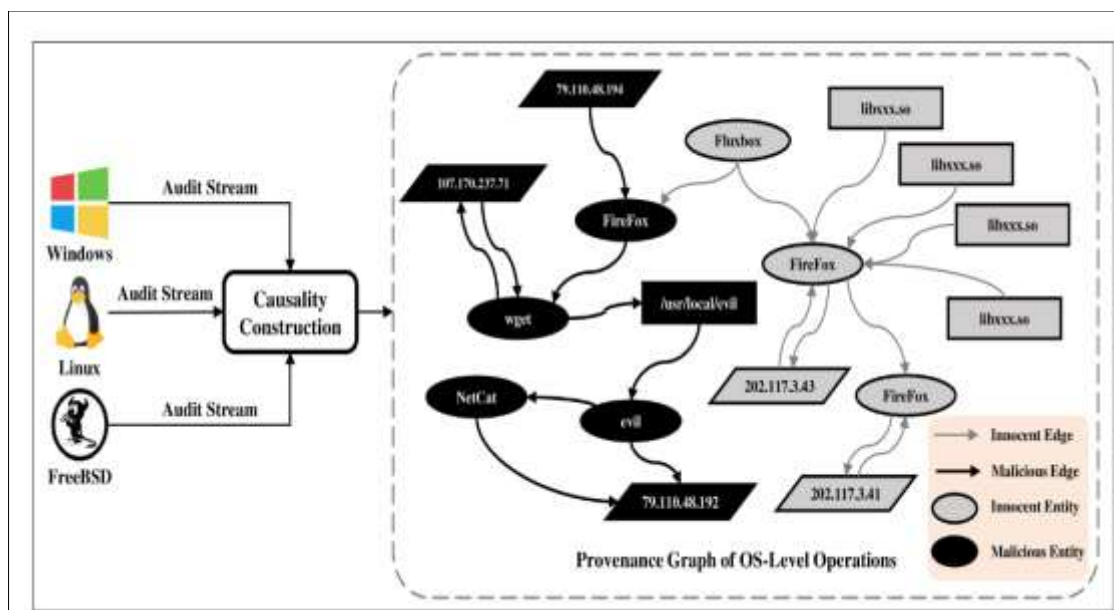 79.110.48.194
libxxx.so
Fluxbox
libxxx.so
Audit Stream
107.170.237.71
FireFox
libxxx.so
Windows
FireFox
Audit Stream
Causality
Construction
/usr/local/evil
wget
libxxx.so
Linux
202.117.3.43
FireFox
NetCat
Audit Stream
evil
Innocent Edge
FreeBSD
Malicious Edge
202.117.3.41
79.110.48.192
Innocent Entity
Malicious Entity
Provenance Graph of OS-Level Operations